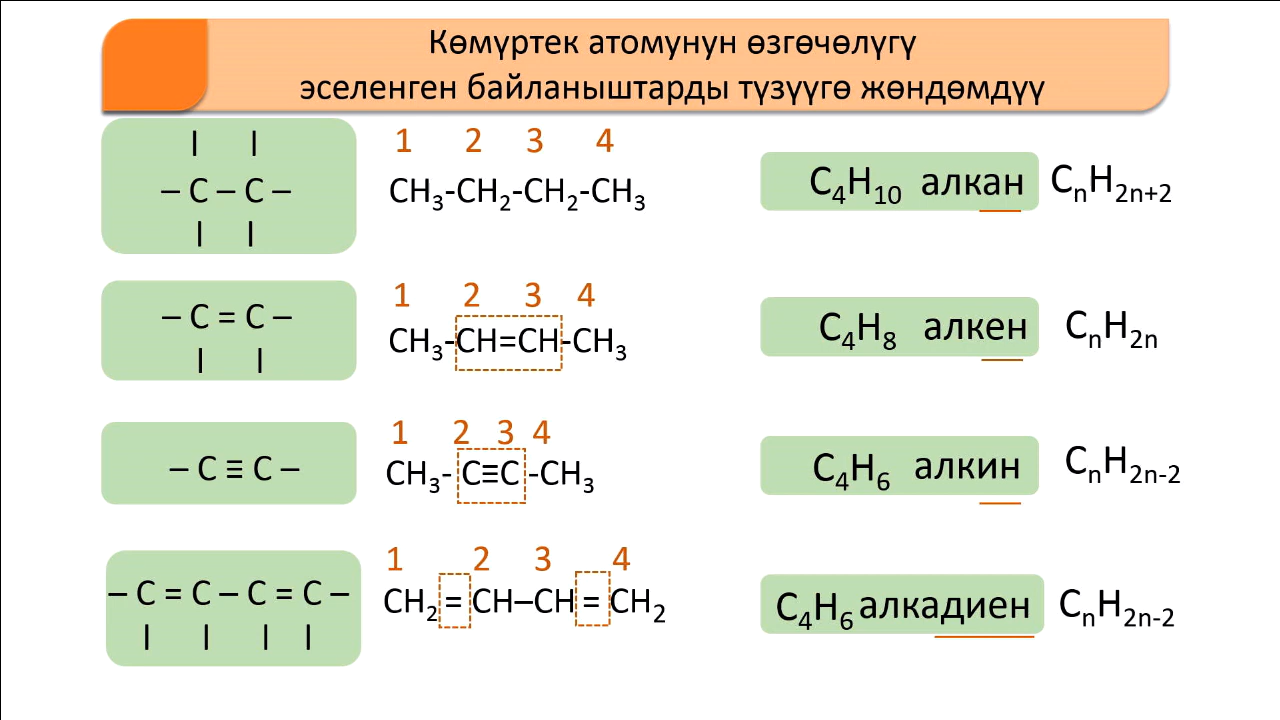 Көмүртек атомунун өзгөчөлүгү
эселенген байланыштарды түзүүгө жөндөмдүү
| |
– C – C –
| |
1 2 3 4
CH₃-CH₂-CH₂-CH₃
C₄H₁₀ алкан CₙH₂ₙ₊₂
– C = C –
| |
1 2 3 4
CH₃-CH=CH-CH₃
C₄H₈ алкен CₙH₂ₙ
– C ≡ C –
1 2 3 4
CH₃- C≡C -CH₃
C₄H₆ алкин CₙH₂ₙ₋₂
– C = C – C = C –
| | | |
1 2 3 4
CH₂ = CH–CH = CH₂
C₄H₆ алкадиен CₙH₂ₙ₋₂